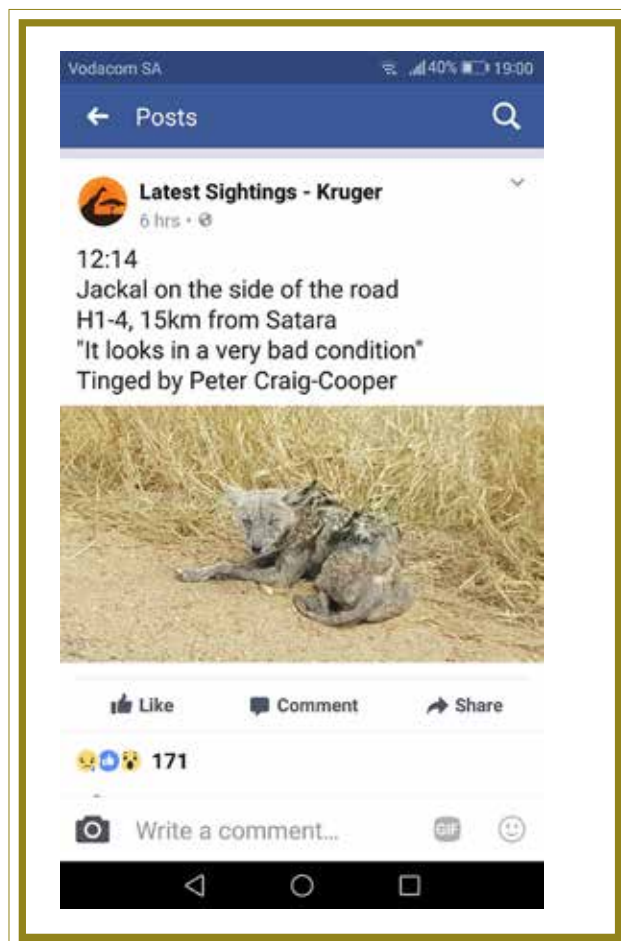 Vodacom SA 40% 19:00
Posts
Latest Sightings - Kruger
6 hrs
12:14
Jackal on the side of the road
H1-4, 15km from Satara
"It looks in a very bad condition"
Tinged by Peter Craig-Cooper
Like Comment Share
171
Write a comment... GIF